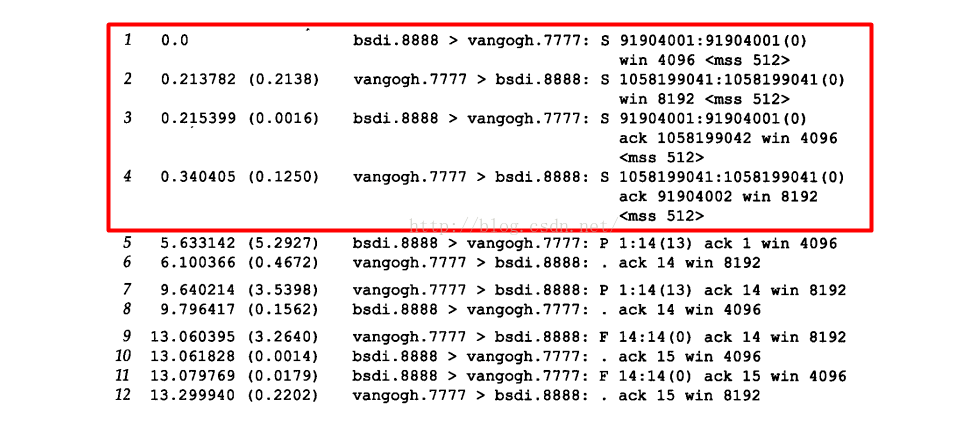 1 0.0 bsdi.8888 > vangogh.7777: S 91904001:91904001(0)
win 4096 <mss 512>
2 0.213782 (0.2138) vangogh.7777 > bsdi.8888: S 1058199041:1058199041(0)
win 8192 <mss 512>
3 0.215399 (0.0016) bsdi.8888 > vangogh.7777: S 91904001:91904001(0)
ack 1058199042 win 4096
<mss 512>
4 0.340405 (0.1250) vangogh.7777 > bsdi.8888: S 1058199041:1058199041(0)
ack 91904002 win 8192
<mss 512>
http://blog.csdn.net/
5 5.633142 (5.2927) bsdi.8888 > vangogh.7777: P 1:14(13) ack 1 win 4096
6 6.100366 (0.4672) vangogh.7777 > bsdi.8888: . ack 14 win 8192
7 9.640214 (3.5398) vangogh.7777 > bsdi.8888: P 1:14(13) ack 14 win 8192
8 9.796417 (0.1562) bsdi.8888 > vangogh.7777: . ack 14 win 4096
9 13.060395 (3.2640) vangogh.7777 > bsdi.8888: F 14:14(0) ack 14 win 8192
10 13.061828 (0.0014) bsdi.8888 > vangogh.7777: . ack 15 win 4096
11 13.079769 (0.0179) bsdi.8888 > vangogh.7777: F 14:14(0) ack 15 win 4096
12 13.299940 (0.2202) vangogh.7777 > bsdi.8888: . ack 15 win 8192